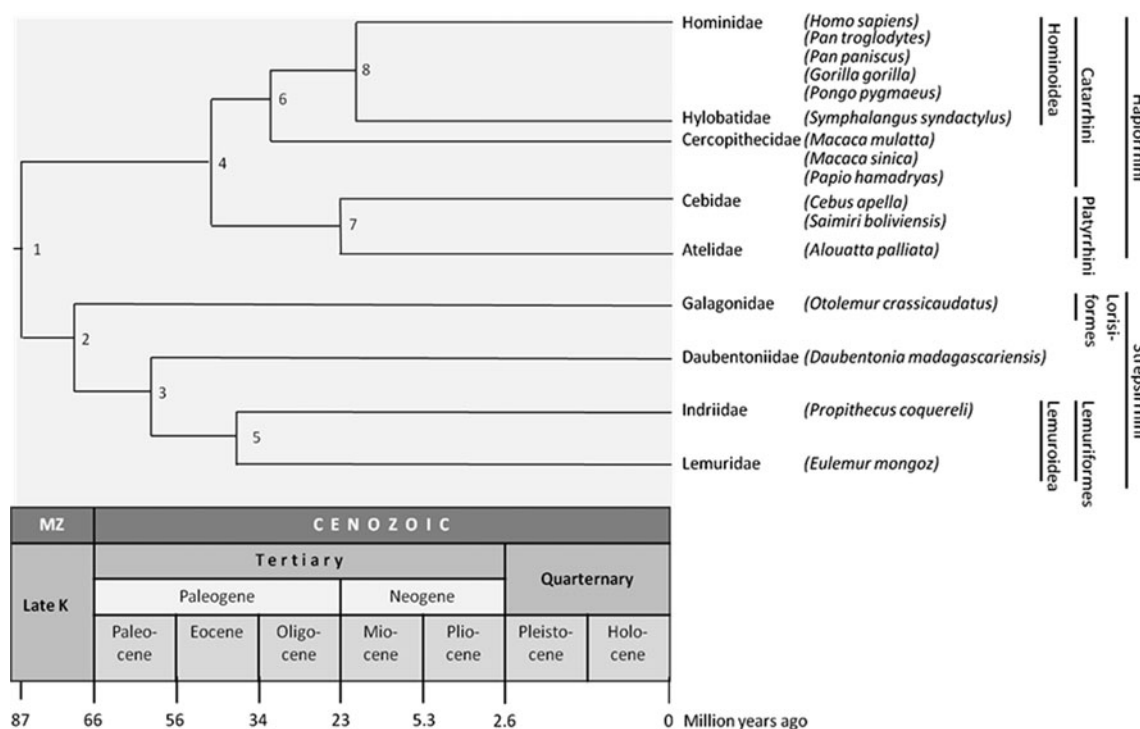 Hominidae (Homo sapiens)
(Pan troglodytes)
(Pan paniscus)
(Gorilla gorilla)
(Pongo pygmaeus)
Hylobatidae (Symphalangus syndactylus)
Cercopithecidae (Macaca mulatta)
(Macaca sinica)
(Papio hamadryas)
Cebidae (Cebus apella)
(Saimiri boliviensis)
Atelidae (Alouatta palliata)
Galagonidae (Otolemur crassicaudatus)
Daubentoniidae (Daubentonia madagascariensis)
Indriidae (Propithecus coquereli)
Lemuridae (Eulemur mongoz)
8
6
4
7
1
2
3
5
Hominoidea
Catarrhini
Haplorrhini
Platyrrhini
Lorisi-
formes
Strepsirrhini
Lemuroidea
Lemuriformes
MZ CENOZOIC
Late K
Tertiary
Quarternary
Paleogene Neogene
Paleo-
cene
Eocene
Oligo-
cene
Mio-
cene
Plio-
cene
Pleisto-
cene
Holo-
cene
87 66 56 34 23 5.3 2.6 0 Million years ago